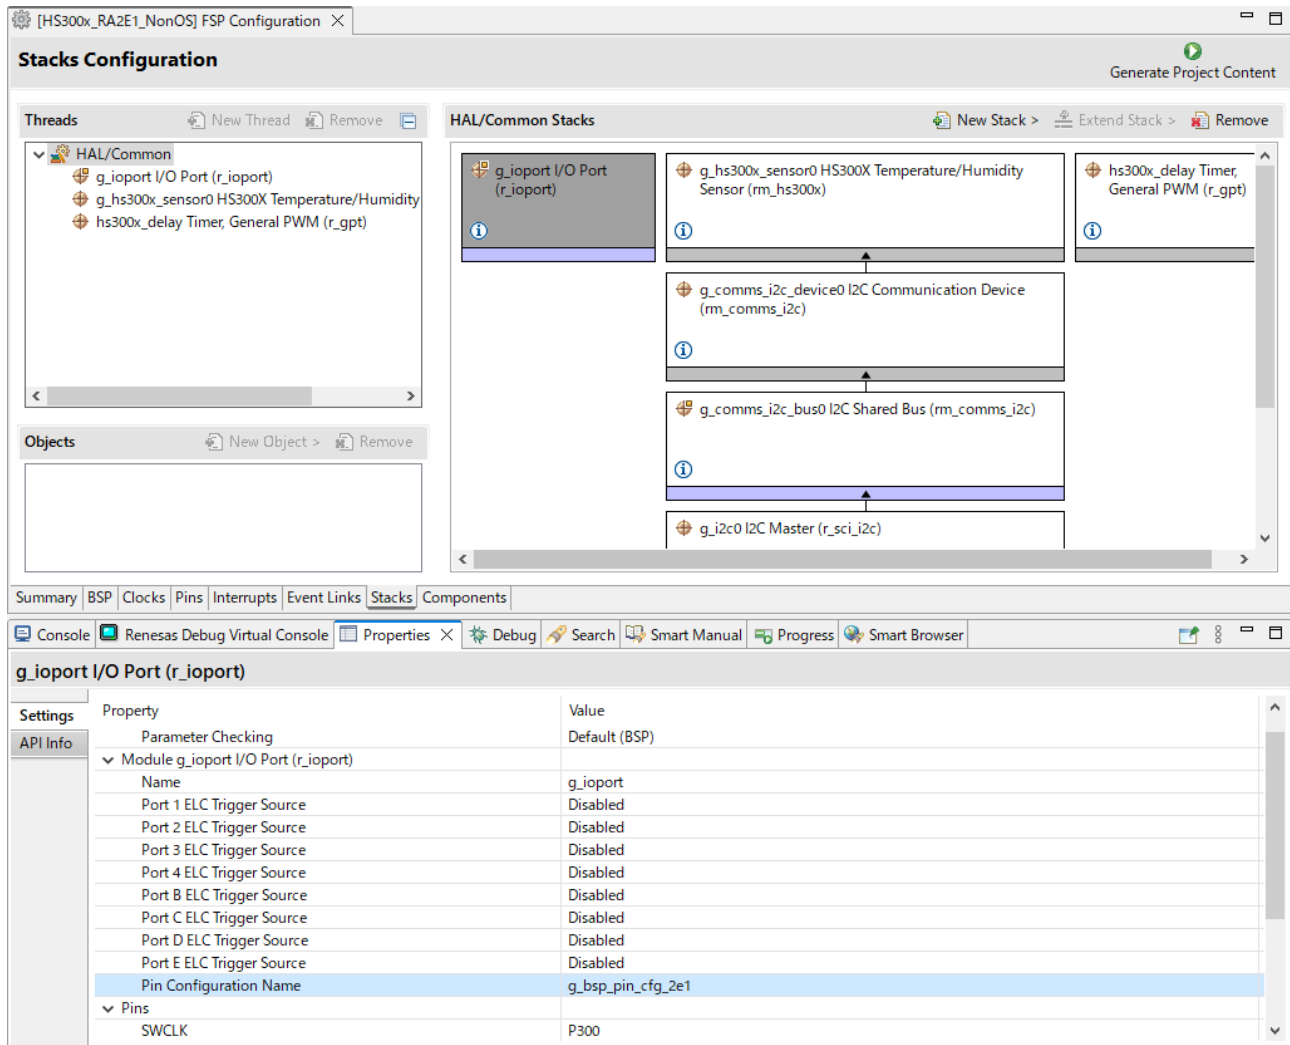 [HS300x_RA2E1_NonOS] FSP Configuration
Stacks Configuration
Generate Project Content
Threads
New Thread
Remove
HAL/Common
g_ioport I/O Port (r_ioport)
g_hs300x_sensor0 HS300X Temperature/Humidity
hs300x_delay Timer, General PWM (r_gpt)
Objects
New Object >
Remove
HAL/Common Stacks
New Stack >
Extend Stack >
Remove
g_ioport I/O Port
(r_ioport)
g_hs300x_sensor0 HS300X Temperature/Humidity
Sensor (rm_hs300x)
hs300x_delay Timer,
General PWM (r_gpt)
g_comms_i2c_device0 I2C Communication Device
(rm_comms_i2c)
g_comms_i2c_bus0 I2C Shared Bus (rm_comms_i2c)
g_i2c0 I2C Master (r_sci_i2c)
Summary BSP Clocks Pins Interrupts Event Links Stacks Components
Console Renesas Debug Virtual Console Properties Debug Search Smart Manual Progress Smart Browser
g_ioport I/O Port (r_ioport)
Settings
API Info
Property Value
Parameter Checking Default (BSP)
Module g_ioport I/O Port (r_ioport)
Name g_ioport
Port 1 ELC Trigger Source Disabled
Port 2 ELC Trigger Source Disabled
Port 3 ELC Trigger Source Disabled
Port 4 ELC Trigger Source Disabled
Port B ELC Trigger Source Disabled
Port C ELC Trigger Source Disabled
Port D ELC Trigger Source Disabled
Port E ELC Trigger Source Disabled
Pin Configuration Name g_bsp_pin_cfg_2e1
Pins
SWCLK P300